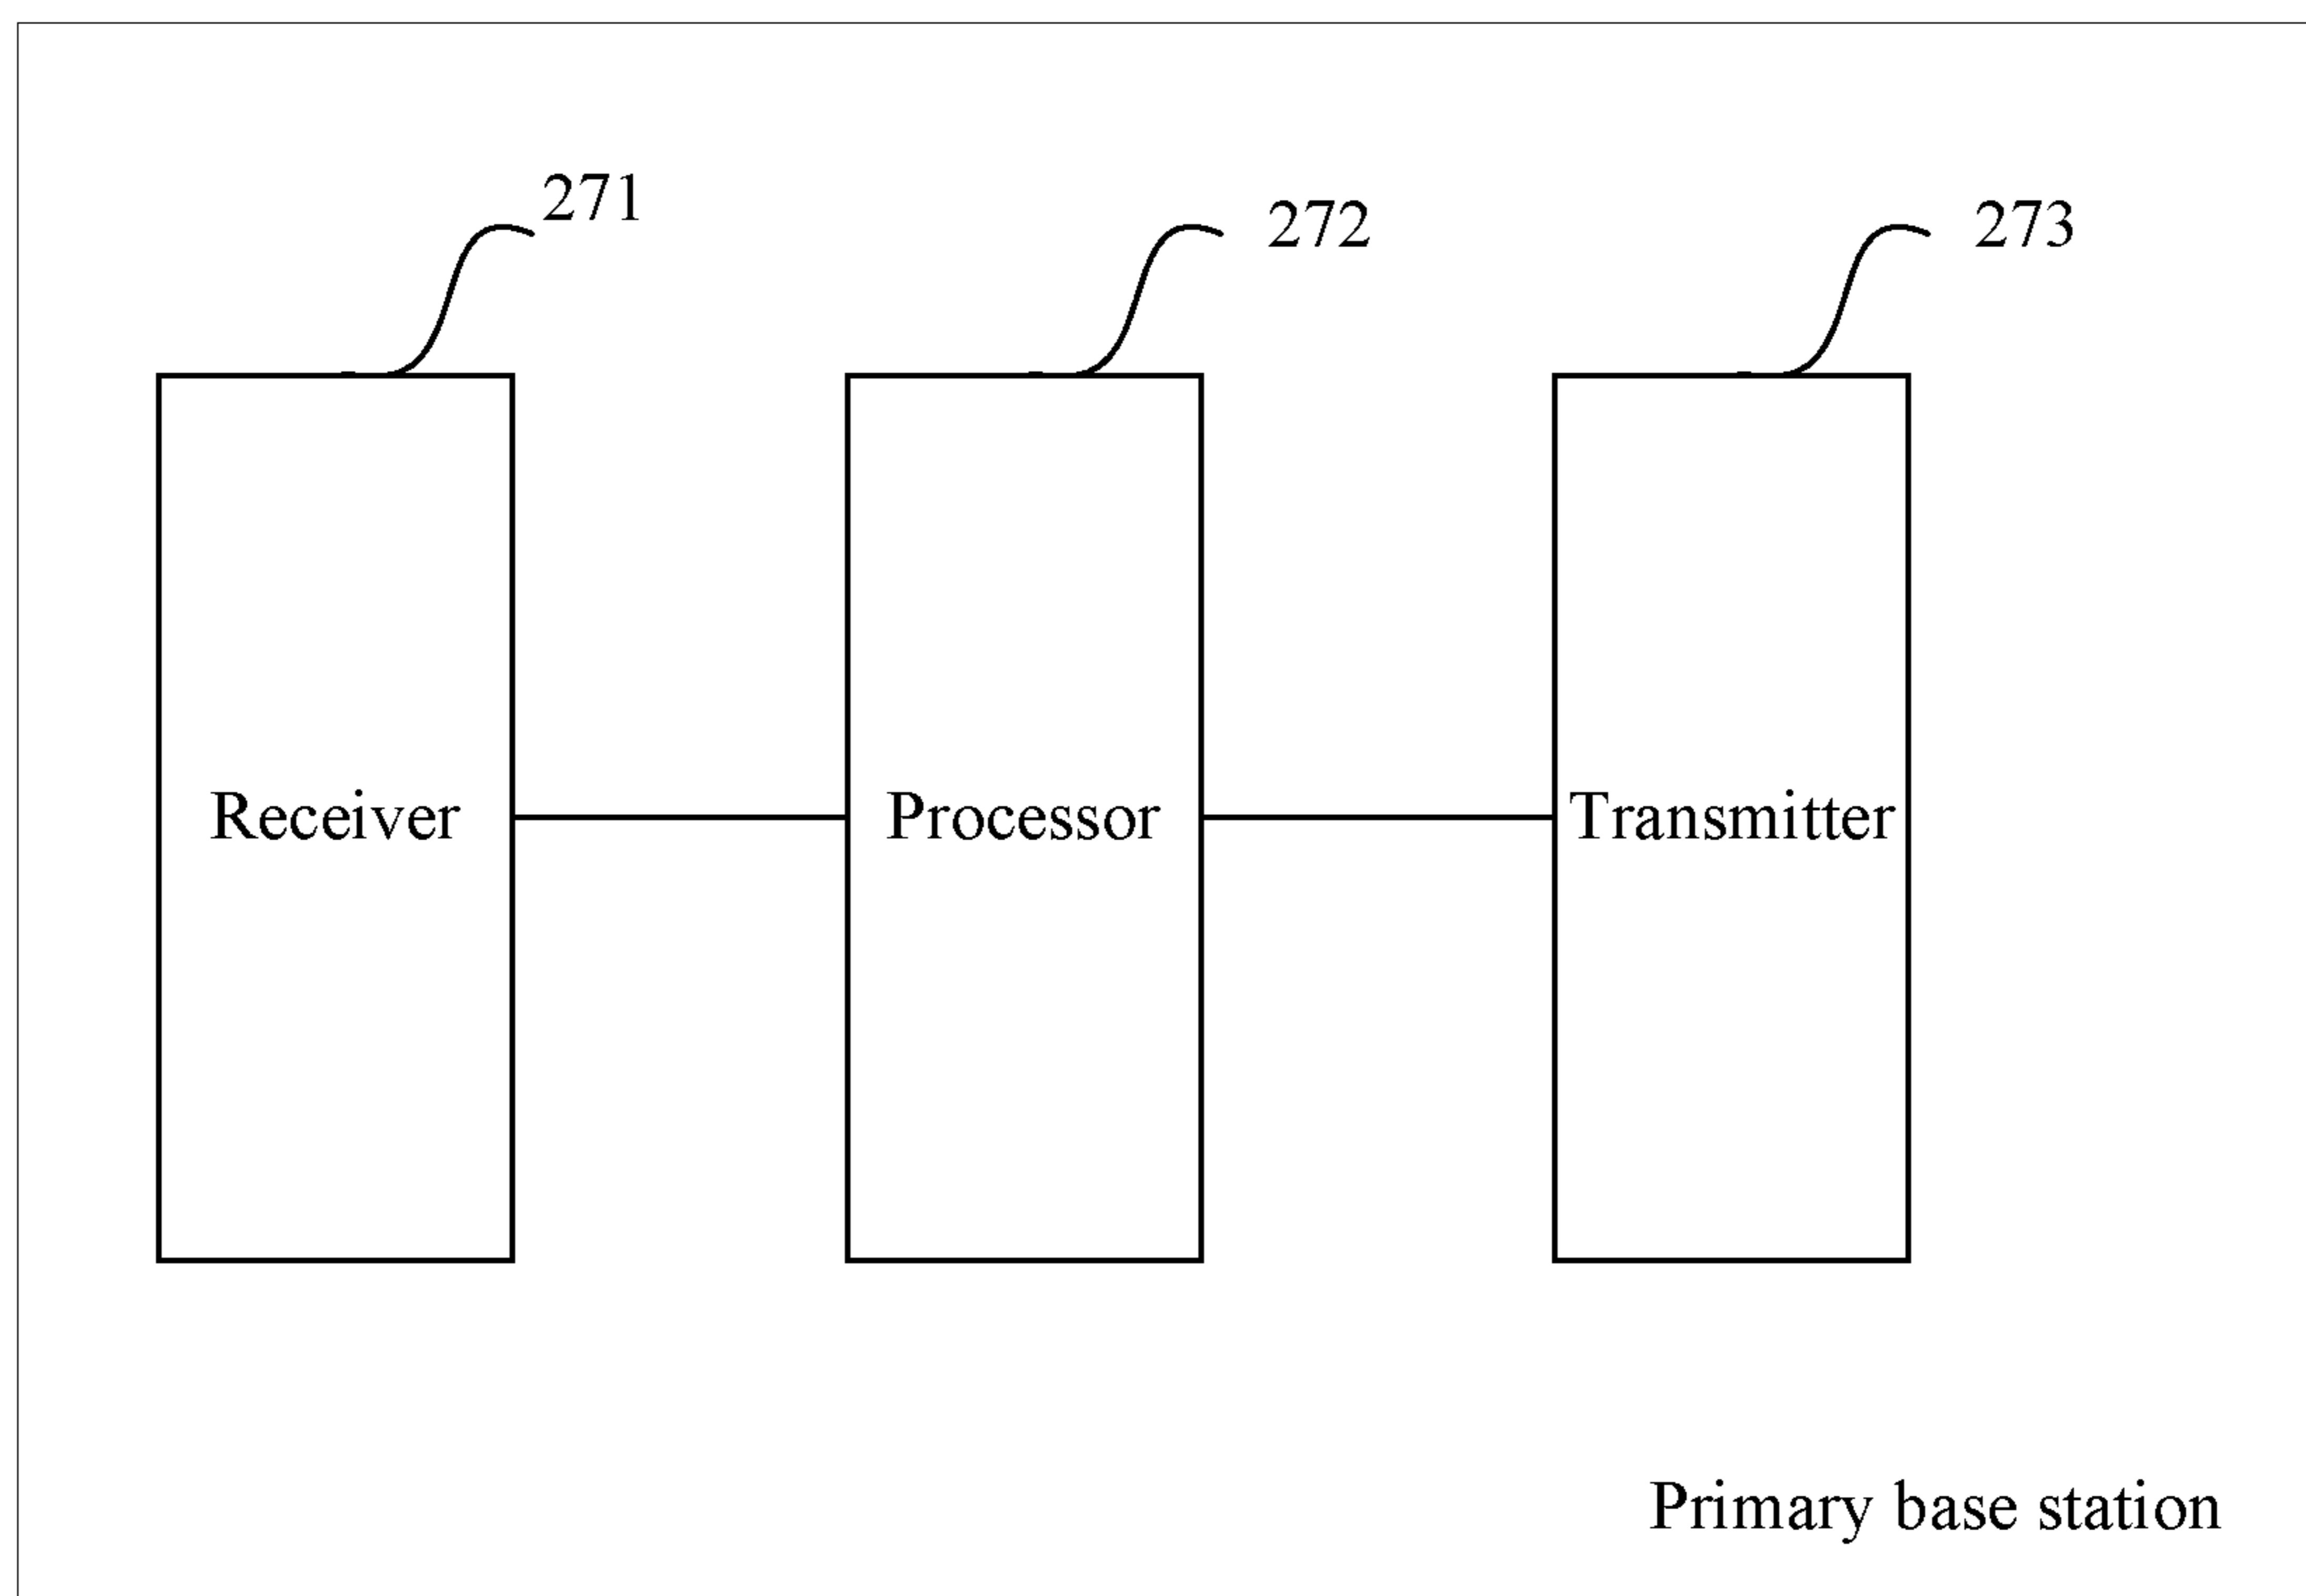 271
272
273
Receiver
Processor
Transmitter
Primary base station